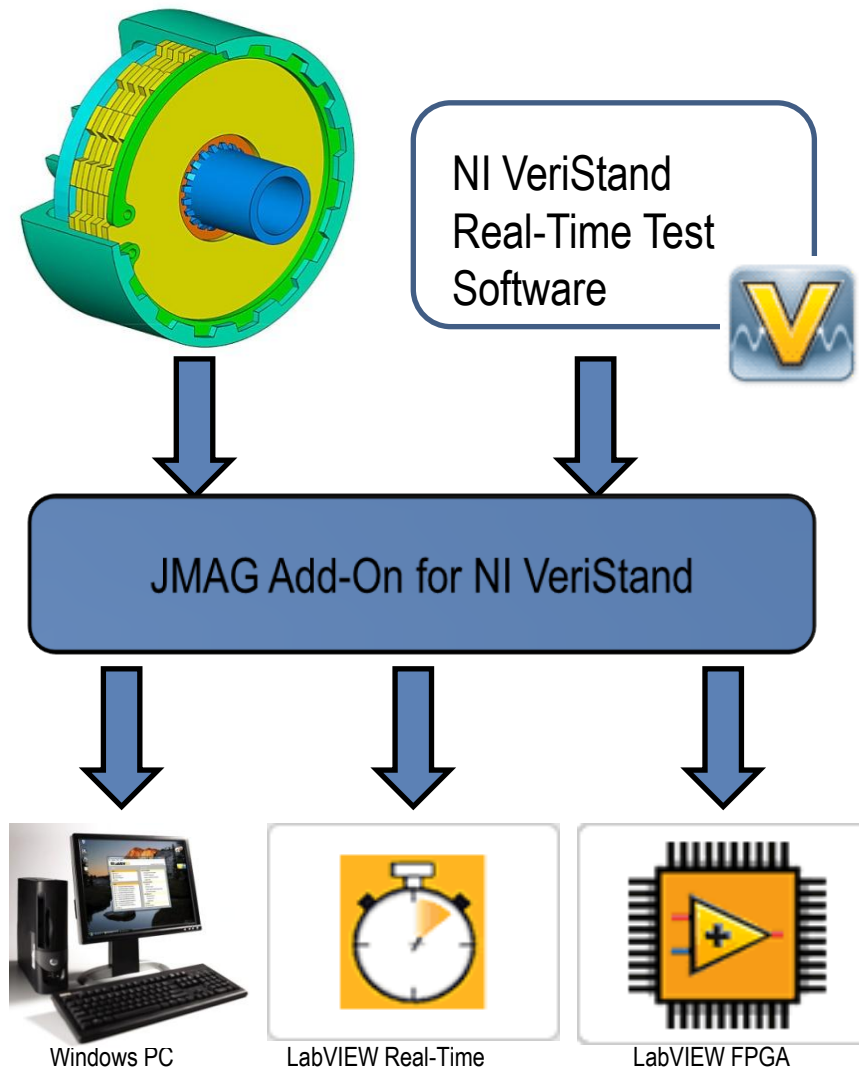 NI VeriStand
Real-Time Test
Software
V
JMAG Add-On for NI VeriStand
Windows PC
LabVIEW Real-Time
LabVIEW FPGA